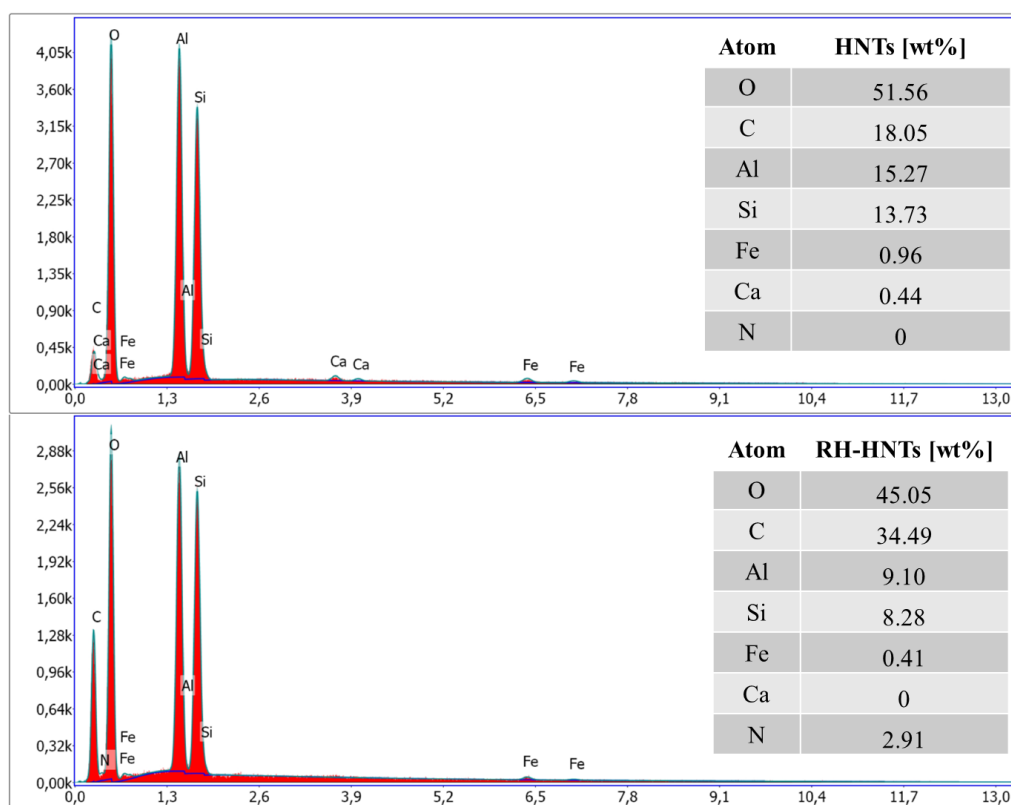 4,05k
3,60k
3,15k
2,70k
2,25k
1,80k
1,35k
0,90k
0,45k
0,00k
O
Al
Si
C
Al
Ca Fe
Si
Ca Fe
Ca Ca
Fe Fe
0,0 1,3 2,6 3,9 5,2 6,5 7,8 9,1 10,4 11,7 13,0
Atom HNTs [wt%]
O 51.56
C 18.05
Al 15.27
Si 13.73
Fe 0.96
Ca 0.44
N 0
2,88k
2,56k
2,24k
1,92k
1,60k
1,28k
0,96k
0,64k
0,32k
0,00k
O
Al
Si
C
Al
Si
Fe
N Fe
Fe Fe
0,0 1,3 2,6 3,9 5,2 6,5 7,8 9,1 10,4 11,7 13,0
Atom RH-HNTs [wt%]
O 45.05
C 34.49
Al 9.10
Si 8.28
Fe 0.41
Ca 0
N 2.91